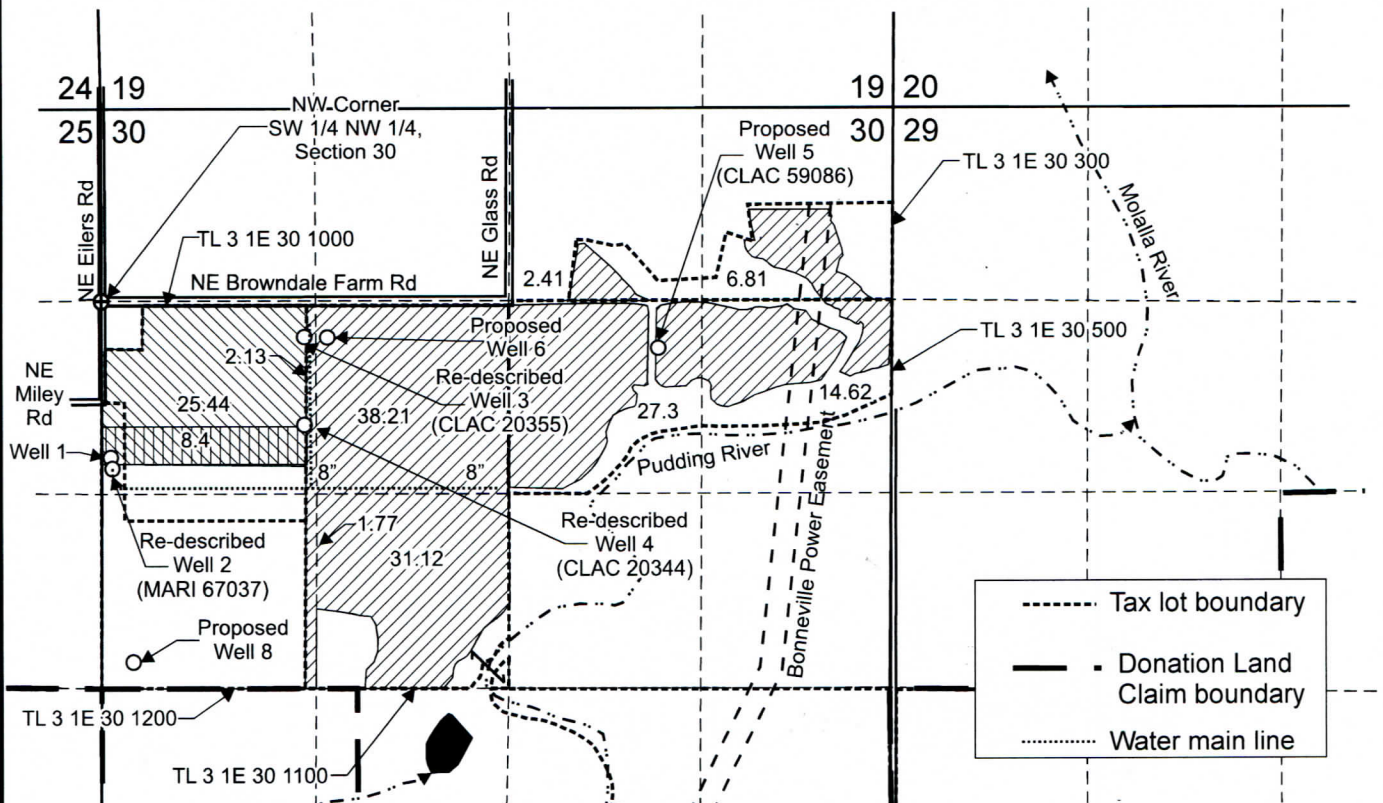 24 19
19 20
25 30
30 29
NW Corner
SW 1/4 NW 1/4,
Section 30
NE Eilers Rd
NE Glass Rd
Proposed
Well 5
(CLAC 59086)
TL 3 1E 30 300
Molalla River
TL 3 1E 30 1000
NE Browndale Farm Rd
2.41
6.81
Proposed
Well 6
TL 3 1E 30 500
2.13
Re-described
Well 3
(CLAC 20355)
NE
Miley
Rd
25.44
38.21
27.3
14.62
8.4
Well 1
8"
8"
Pudding River
Bonneville Power Easement
1.77
Re-described
Well 4
(CLAC 20344)
Re-described
Well 2
(MARI 67037)
31.12
Proposed
Well 8
Tax lot boundary
Donation Land
Claim boundary
Water main line
TL 3 1E 30 1200
TL 3 1E 30 1100